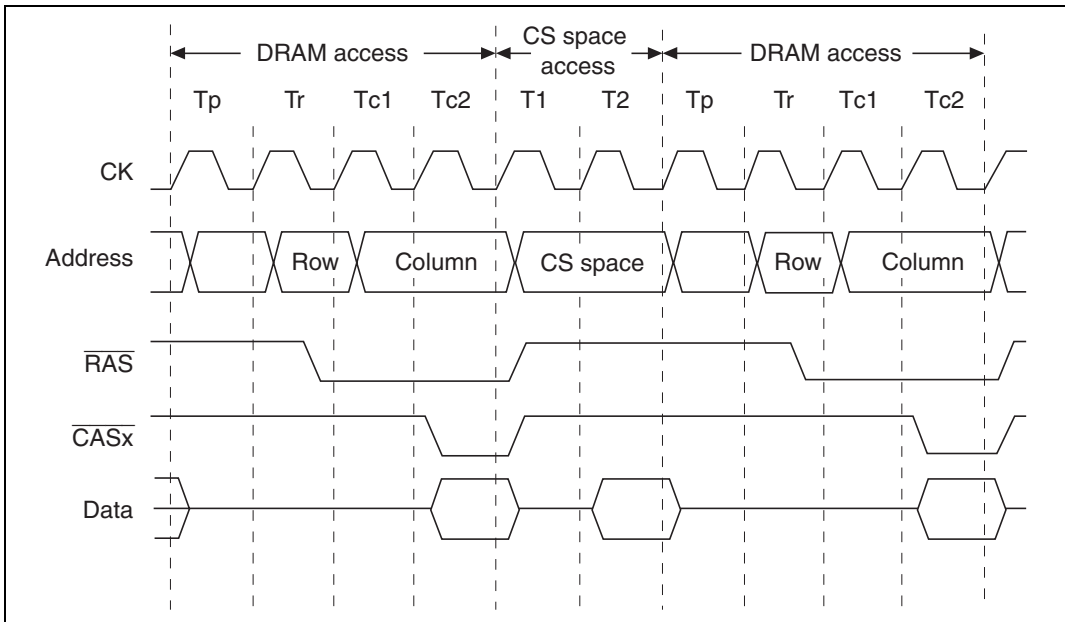 DRAM access CS space access DRAM access
Tp Tr Tc1 Tc2 T1 T2 Tp Tr Tc1 Tc2
CK
Address Row Column CS space Row Column
RAS
CASx
Data